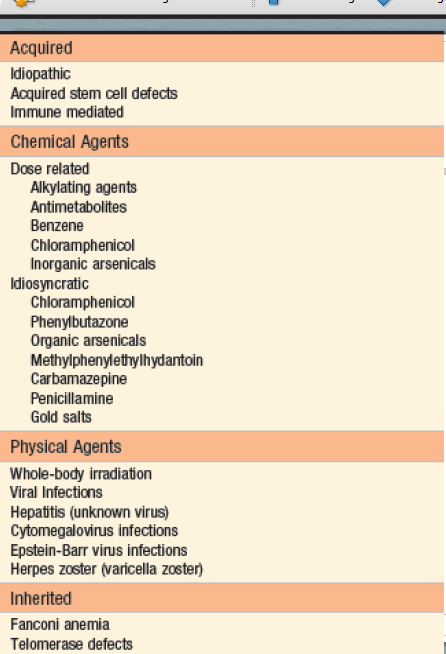 Acquired
Idiopathic
Acquired stem cell defects
Immune mediated
Chemical Agents
Dose related
Alkylating agents
Antimetabolites
Benzene
Chloramphenicol
Inorganic arsenicals
Idiosyncratic
Chloramphenicol
Phenylbutazone
Organic arsenicals
Methylphenylethylhydantoin
Carbamazepine
Penicillamine
Gold salts
Physical Agents
Whole-body irradiation
Viral Infections
Hepatitis (unknown virus)
Cytomegalovirus infections
Epstein-Barr virus infections
Herpes zoster (varicella zoster)
Inherited
Fanconi anemia
Telomerase defects